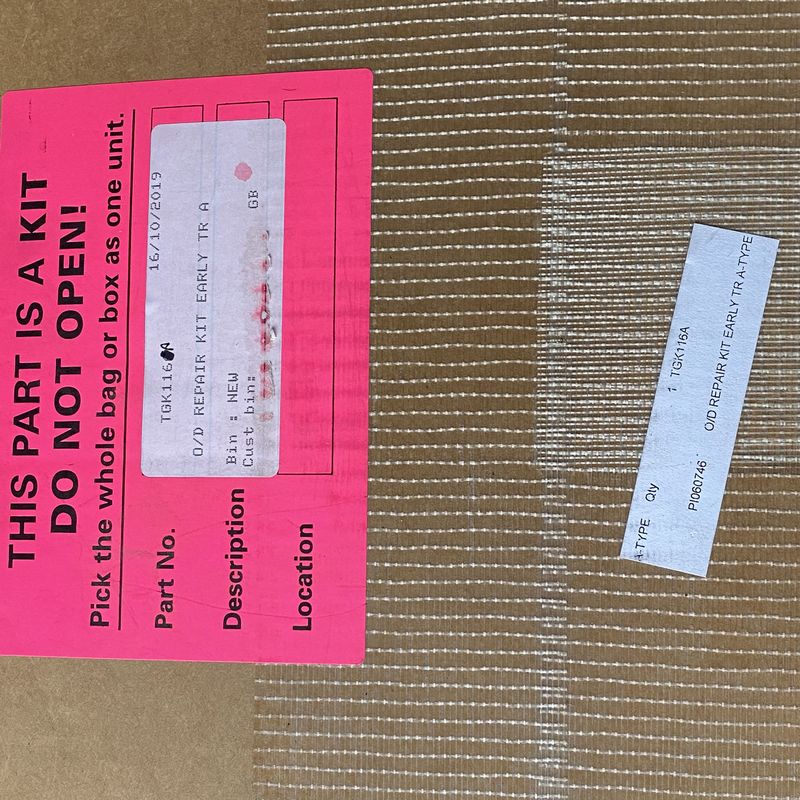 THIS PART IS A KIT
DO NOT OPEN!
Pick the whole bag or box as one unit.
Part No.
Description
Location
TGK116A 16/10/2019
O/D REPAIR KIT EARLY TR A
Bin : NEW
Cust bin: GB
A-TYPE Qty 1 TGK116A
PI060746 O/D REPAIR KIT EARLY TR A-TYPE